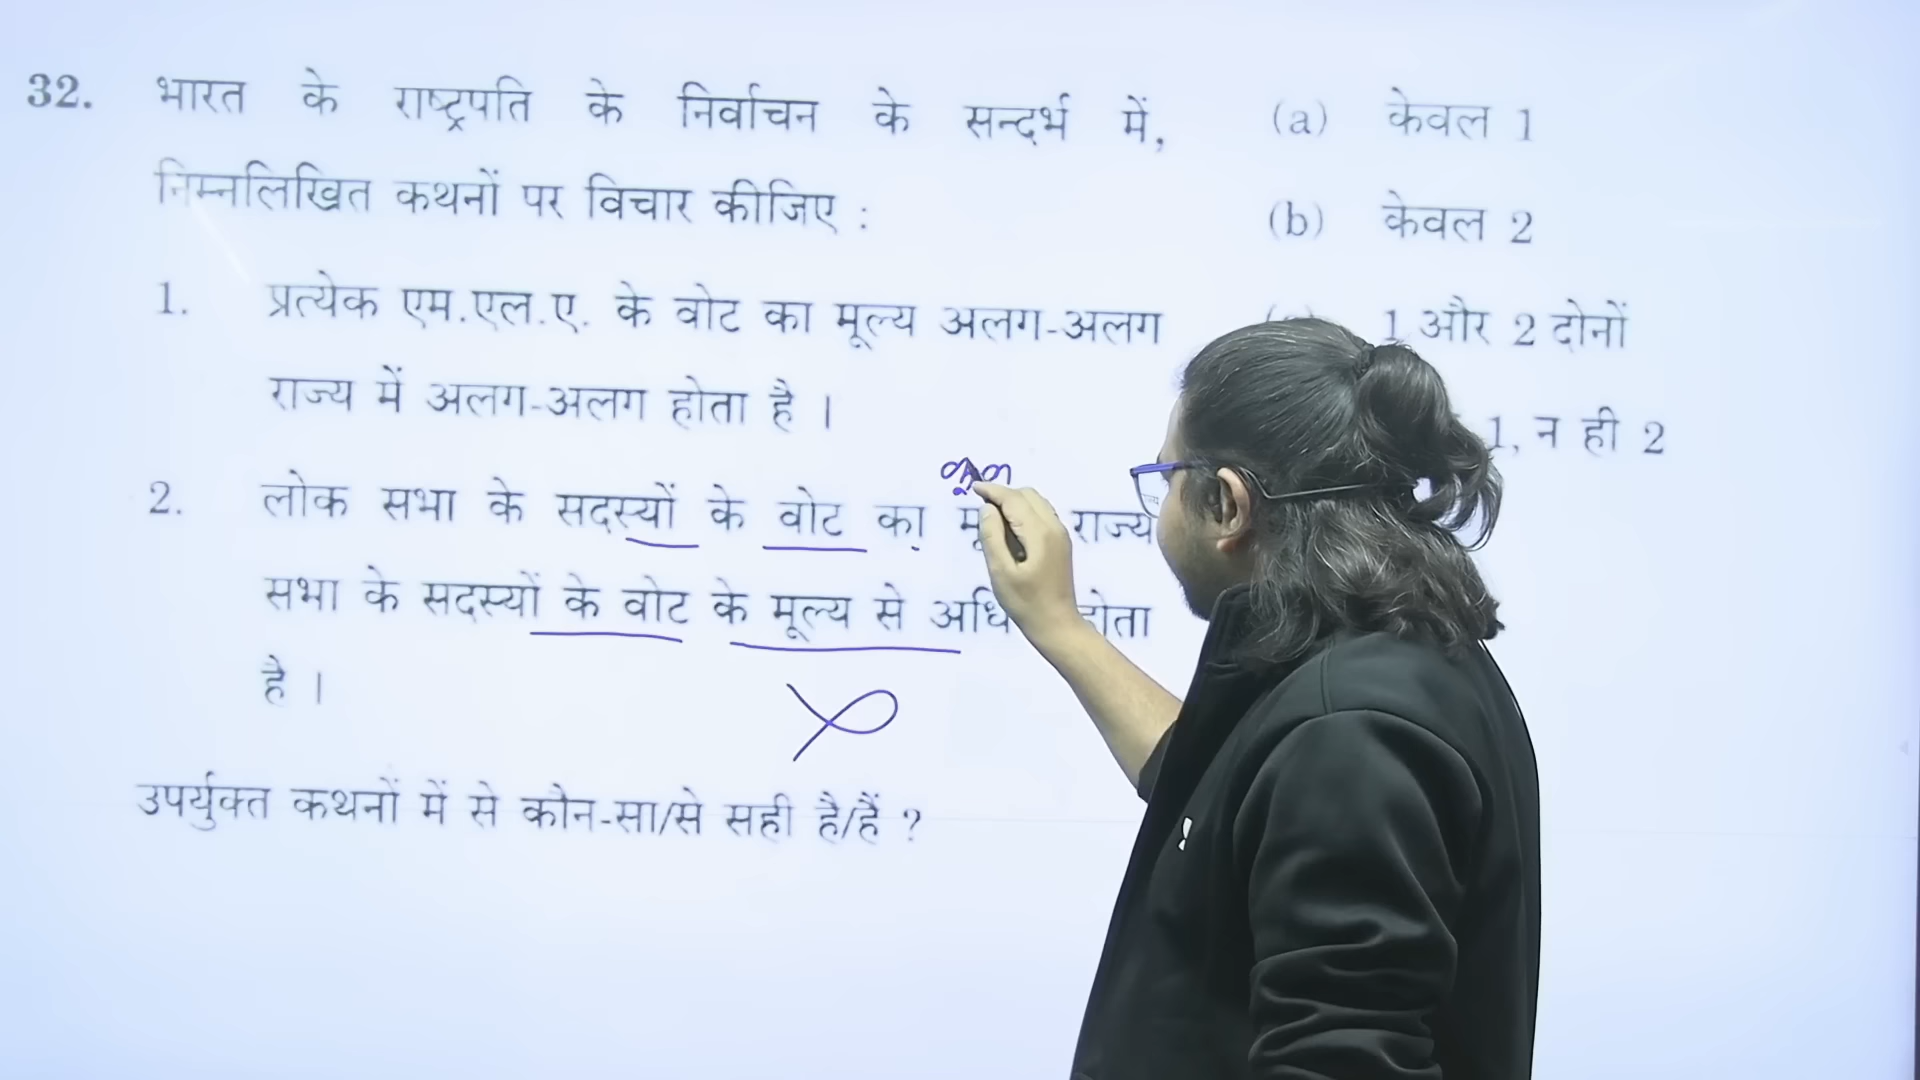 32. भारत के राष्ट्रपति के निर्वाचन के सन्दर्भ में,
निम्नलिखित कथनों पर विचार कीजिए :
1. प्रत्येक एम.एल.ए. के वोट का मूल्य अलग-अलग
राज्य में अलग-अलग होता है ।
2. लोक सभा के सदस्यों के वोट का राज्य
सभा के सदस्यों के वोट के मूल्य से होता
है ।
उपर्युक्त कथनों में से कौन-सा/से सही है/हैं ?
(a) केवल 1
(b) केवल 2
1 और 2 दोनों
1, न ही 2